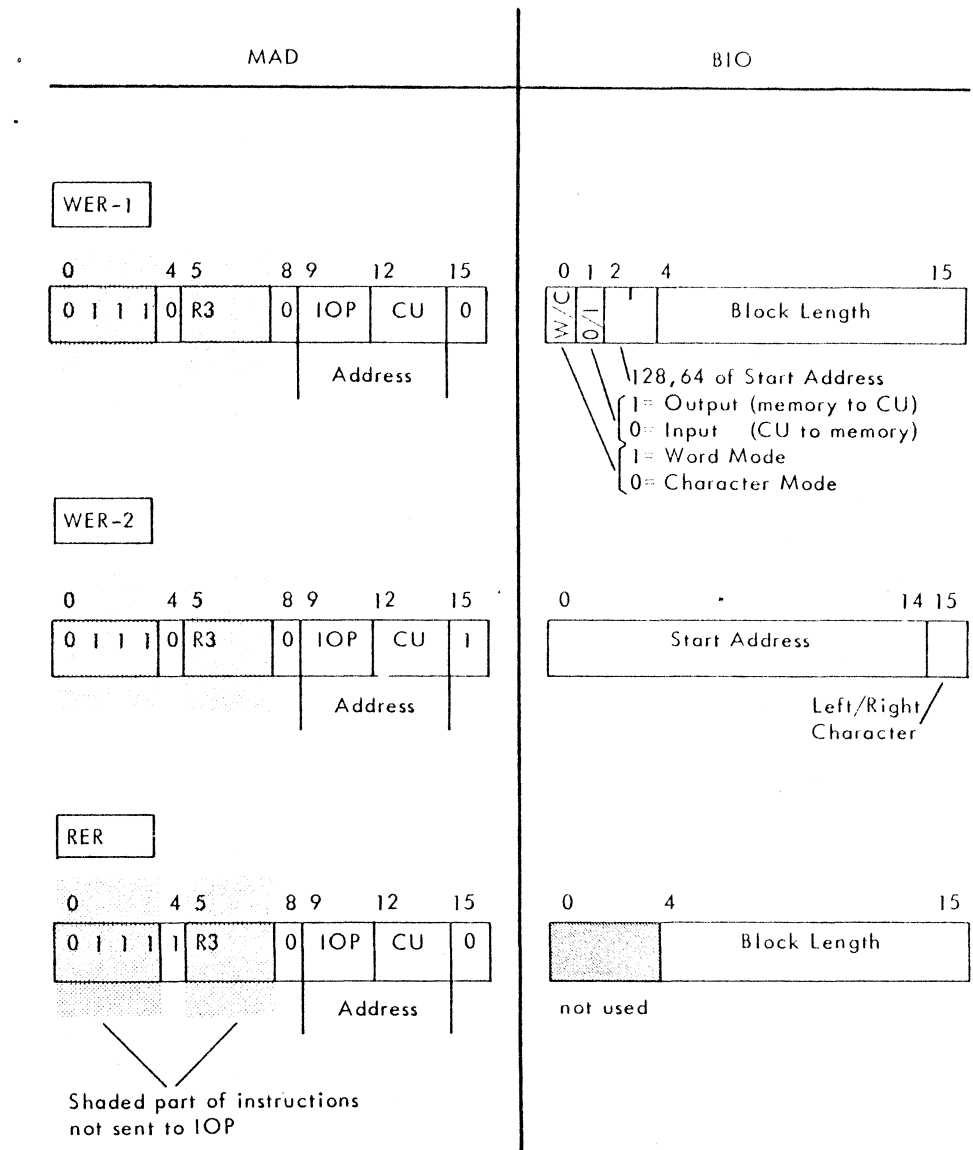 MAD BIO
WER-1
0 4 5 8 9 12 15
0 1 1 1 0 R3 0 IOP CU 0
Address
0 1 2 4 15
W/C 0/1 Block Length
128,64 of Start Address
1= Output (memory to CU)
0= Input (CU to memory)
1= Word Mode
0= Character Mode
WER-2
0 4 5 8 9 12 15
0 1 1 1 0 R3 0 IOP CU 1
Address
0 14 15
Start Address
Left/Right
Character
RER
0 4 5 8 9 12 15
0 1 1 1 1 R3 0 IOP CU 0
Address
0 4 15
Block Length
not used
Shaded part of instructions
not sent to IOP